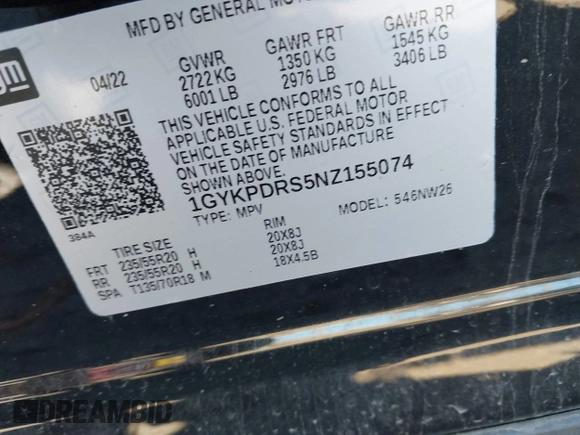 MFD BY GENERAL MOTO
gm
04/22
GVWR GAWR FRT GAWR RR
2722 KG 1350 KG 1545 KG
6001 LB 2976 LB 3406 LB
THIS VEHICLE CONFORMS TO ALL
APPLICABLE U.S. FEDERAL MOTOR
VEHICLE SAFETY STANDARDS IN EFFECT
ON THE DATE OF MANUFACTURE
SHOWN ABOVE
1GYKPDRS5NZ155074
TYPE: MPV MODEL: 546NW26
384A
TIRE SIZE RIM
FRT 235/55R20 H 20X8J
RR 235/55R20 H 20X8J
SPA T135/70R18 M 18X4.5B
DREAMBID